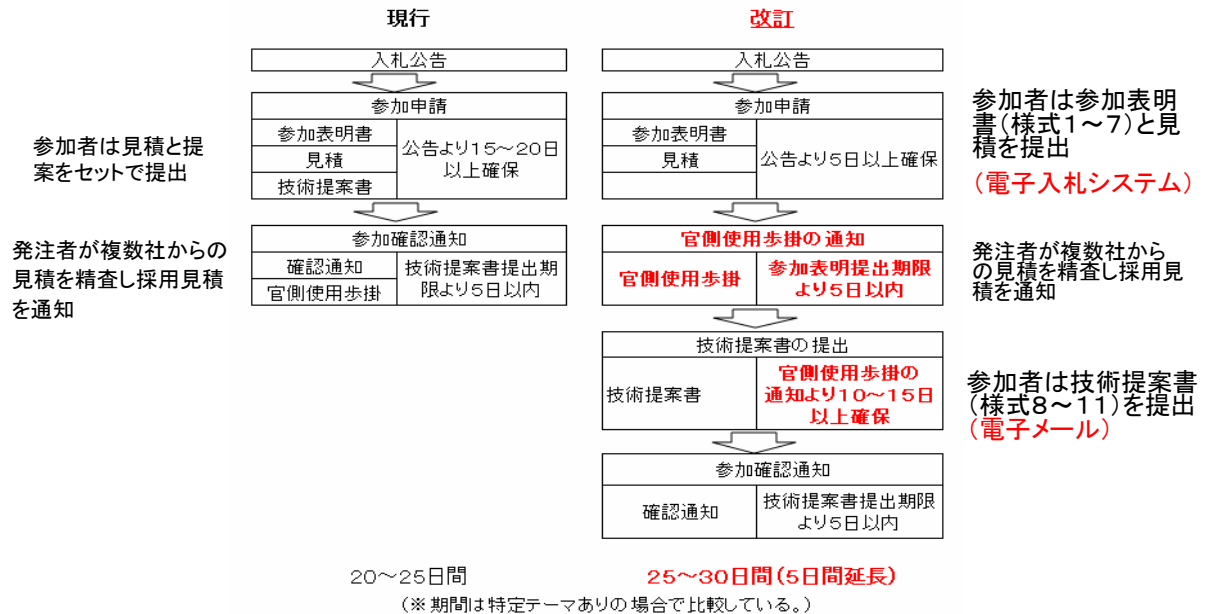 現行
入札公告
参加申請
参加表明書
見積
技術提案書
公告より15～20日
以上確保
参加者は見積と提
案をセットで提出
参加確認通知
確認通知
官側使用歩掛
技術提案書提出期
限より5日以内
発注者が複数社からの
見積を精査し採用見積
を通知
20～25日間
改訂
入札公告
参加申請
参加表明書
見積
公告より5日以上確保
参加者は参加表明
書(様式1～7)と見
積を提出
(電子入札システム)
官側使用歩掛の通知
官側使用歩掛
参加表明提出期限
より5日以内
発注者が複数社から
の見積を精査し採用見
積を通知
技術提案書の提出
技術提案書
官側使用歩掛の
通知より10～15日
以上確保
参加者は技術提案書
(様式8～11)を提出
(電子メール)
参加確認通知
確認通知
技術提案書提出期限
より5日以内
25～30日間(5日間延長)
(※期間は特定テーマありの場合で比較している。)